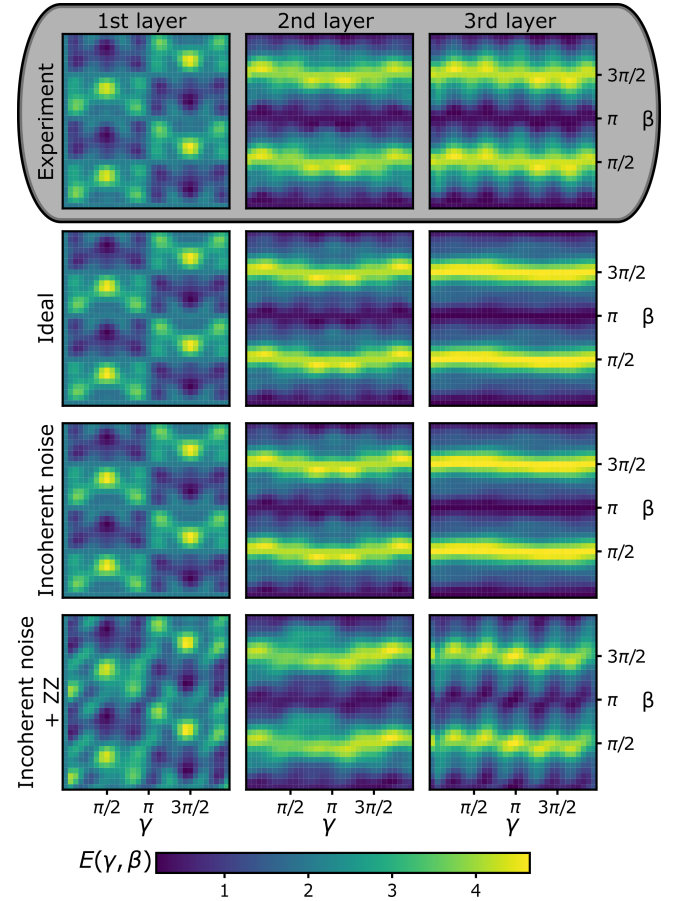 1st layer 2nd layer 3rd layer
Experiment
3π/2
π β
π/2
Ideal
3π/2
π β
π/2
Incoherent noise
3π/2
π β
π/2
Incoherent noise
+ ZZ
3π/2
π β
π/2
π/2 π 3π/2 π/2 π 3π/2 π/2 π 3π/2
γ γ γ
E(γ, β)
1 2 3 4